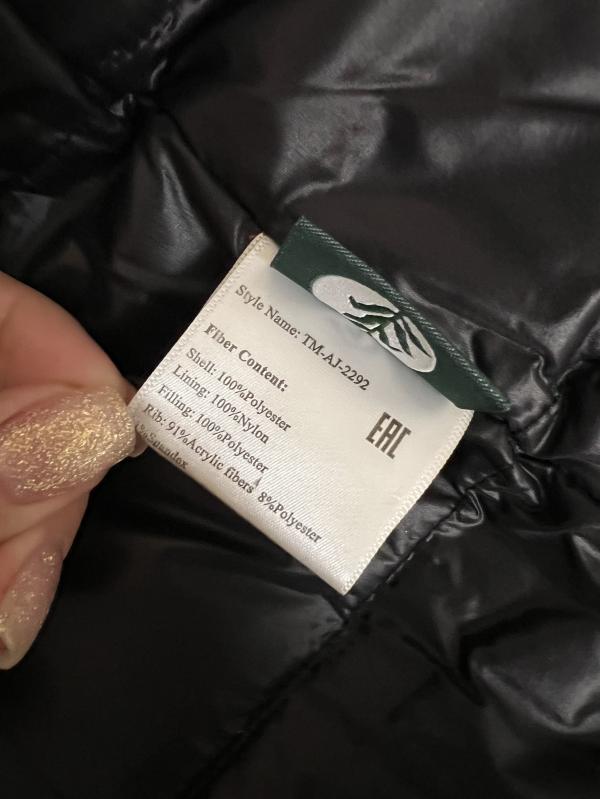 Style Name: TM-AJ-2292
Fiber Content:
Shell: 100%Polyester
Lining: 100%Nylon
Filling: 100%Polyester
Rib: 91%Acrylic fibers 8%Polyester
%Spandex
EAC